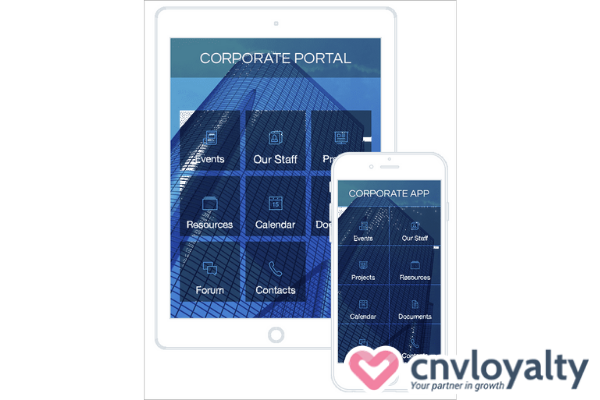 CORPORATE PORTAL
Events
Our Staff
Resources
Calendar
Forum
Contacts
CORPORATE APP
Events
Our Staff
Projects
Resources
Calendar
Documents
cnvloyalty
Your partner in growth